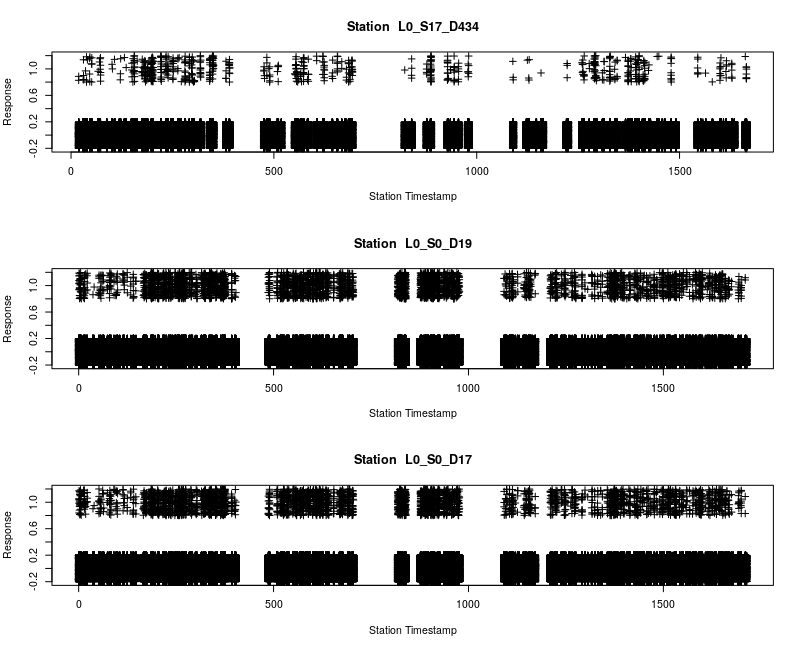 Station L0_S17_D434
Response
1.0
0.6
0.2
-0.2
0 500 1000 1500
Station Timestamp
Station L0_S0_D19
Response
1.0
0.6
0.2
-0.2
0 500 1000 1500
Station Timestamp
Station L0_S0_D17
Response
1.0
0.6
0.2
-0.2
0 500 1000 1500
Station Timestamp